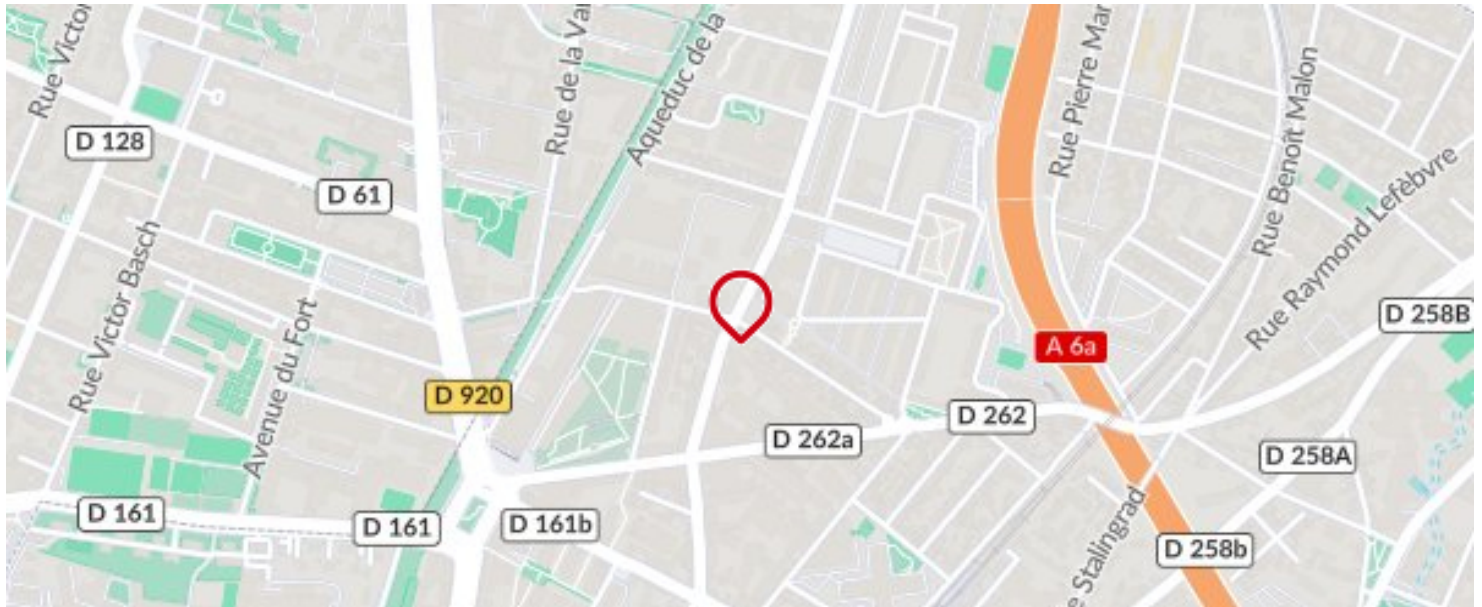 Rue Victor
D 128
Rue de la Van
Aqueduc de la
D 61
Rue Pierre Mar
Rue Benoît Malon
Rue Raymond Lefèbvre
Rue Victor Basch
Avenue du Fort
D 258B
A 6a
D 920
D 262a
D 262
D 258A
D 161
D 161
D 161b
D 258b
e Stalingrad